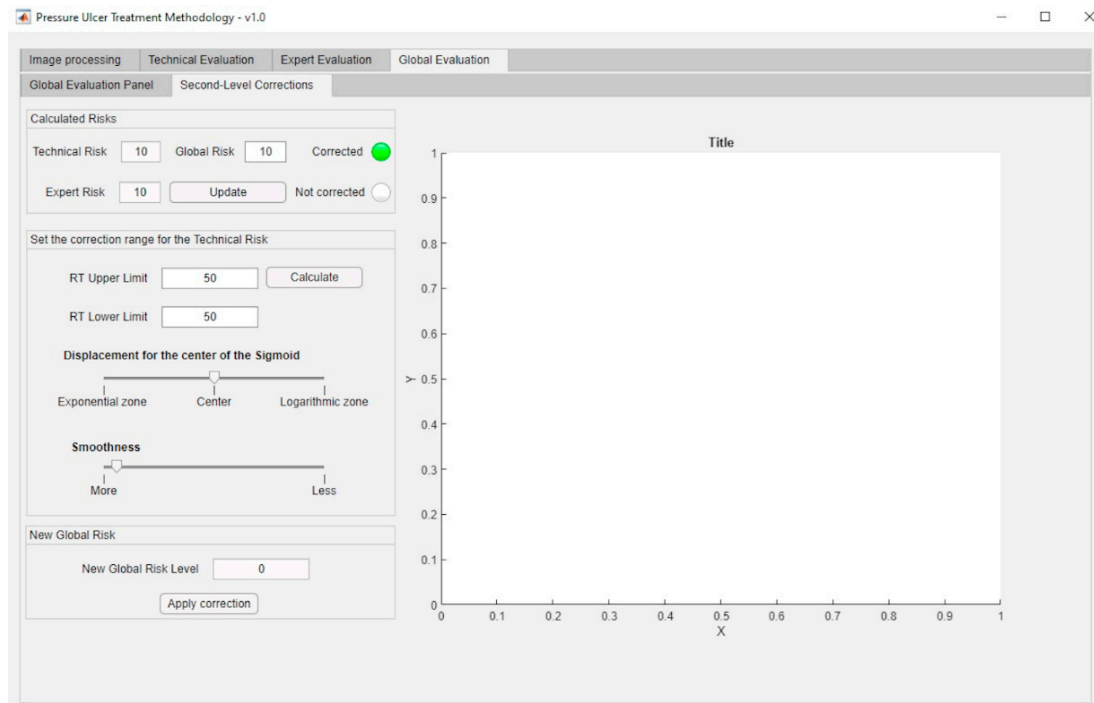 Pressure Ulcer Treatment Methodology - v1.0
Image processing Technical Evaluation Expert Evaluation Global Evaluation
Global Evaluation Panel Second-Level Corrections
Calculated Risks
Technical Risk 10 Global Risk 10 Corrected
Expert Risk 10 Update Not corrected
Set the correction range for the Technical Risk
RT Upper Limit 50 Calculate
RT Lower Limit 50
Displacement for the center of the Sigmoid
Exponential zone Center Logarithmic zone
Smoothness
More Less
New Global Risk
New Global Risk Level 0
Apply correction
Title
1
0.9
0.8
0.7
0.6
0.5
0.4
0.3
0.2
0.1
0
Y
0 0.1 0.2 0.3 0.4 0.5 0.6 0.7 0.8 0.9 1
X